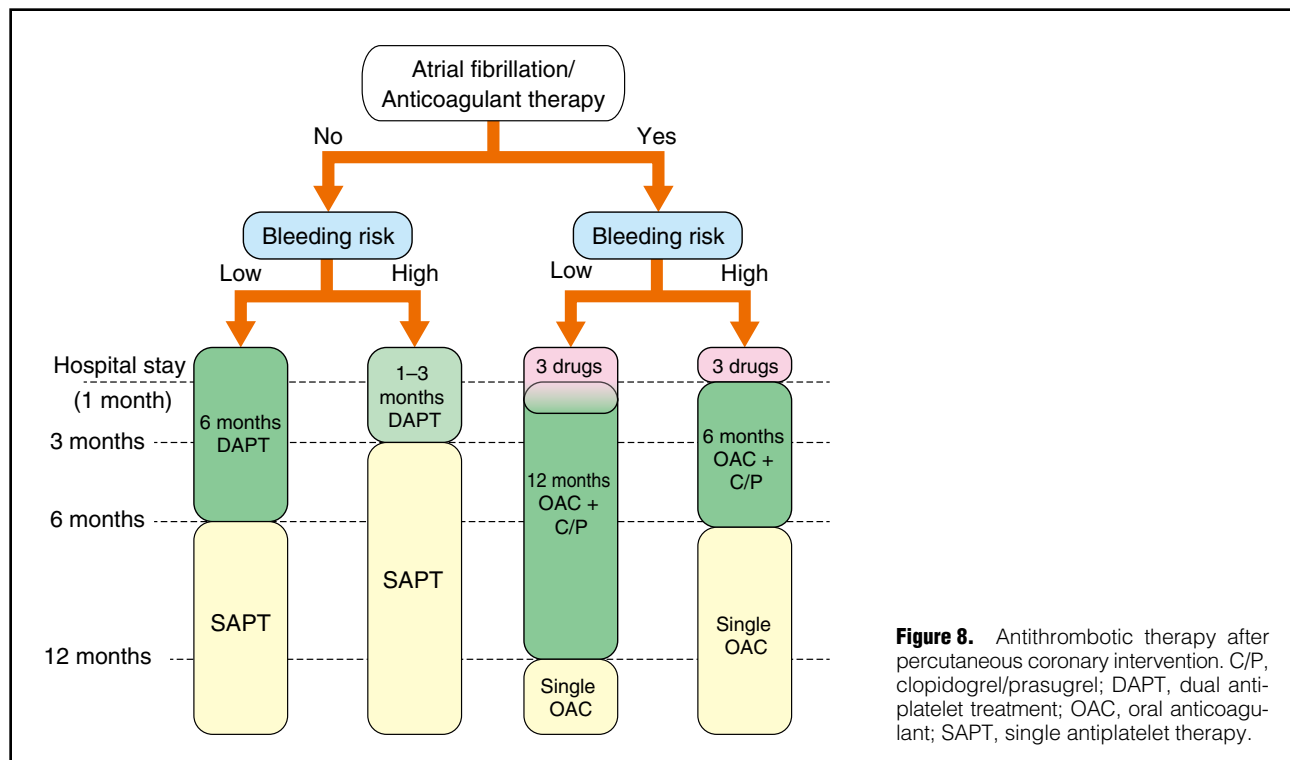 Atrial fibrillation/
Anticoagulant therapy
No
Yes
Bleeding risk
Bleeding risk
Low
High
Low
High
Hospital stay
(1 month)
3 months
6 months
12 months
6 months
DAPT
SAPT
1–3
months
DAPT
SAPT
3 drugs
12 months
OAC +
C/P
Single
OAC
3 drugs
6 months
OAC +
C/P
Single
OAC
Figure 8. Antithrombotic therapy after
percutaneous coronary intervention. C/P,
clopidogrel/prasugrel; DAPT, dual anti-
platelet treatment; OAC, oral anticoagu-
lant; SAPT, single antiplatelet therapy.